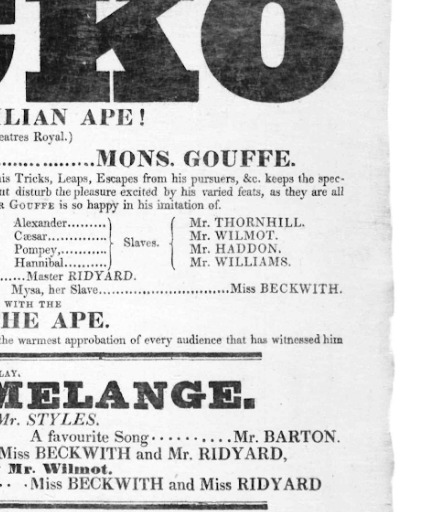 CKO
ILIAN APE!
eatres Royal.)
................MONS. GOUFFE.
his Tricks, Leaps, Escapes from his pursuers, &c. keeps the spec-
ut disturb the pleasure excited by his varied feats, as they are all
R GOUFFE is so happy in his imitation of.
Alexander......... Mr. THORNHILL.
Cæsar.............. Slaves. Mr. WILMOT.
Pompey,........... Mr. HADDON,
Hannibal.......... Mr. WILLIAMS.
......Master RIDYARD.
Mysa, her Slave................................Miss BECKWITH.
WITH THE
HE APE.
the warmest approbation of every audience that has witnessed him
LAY,
MELANGE.
Mr. STYLES.
A favourite Song··········Mr. BARTON.
Miss BECKWITH and Mr. RIDYARD,
Mr. Wilmot.
·· ·Miss BECKWITH and Miss RIDYARD